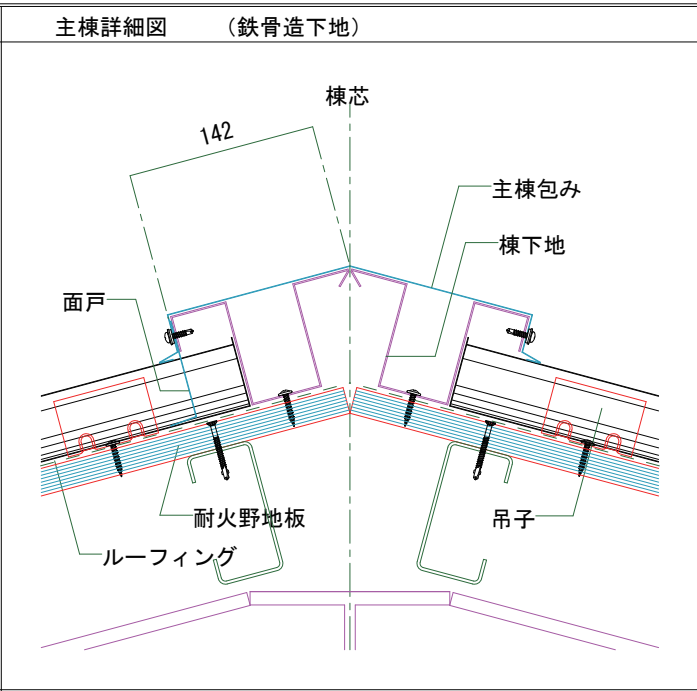 主棟詳細図 (鉄骨造下地)
棟芯
142
主棟包み
棟下地
面戸
耐火野地板
吊子
ルーフィング